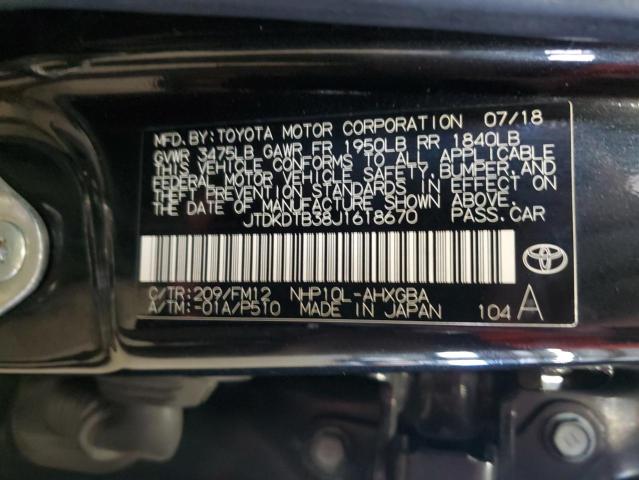 MFD. BY: TOYOTA MOTOR CORPORATION 07/18
GVWR 3475LB GAWR FR 1950LB RR 1840LB
THIS VEHICLE CONFORMS TO ALL APPLICABLE
FEDERAL MOTOR VEHICLE SAFETY, BUMPER, AND
THEFT PREVENTION STANDARDS IN EFFECT ON
THE DATE OF MANUFACTURE SHOWN ABOVE.
JTDKDTB38J1618670 PASS. CAR
C/TR: 209/FM12 NHP10L-AHXGBA
A/TM: -01A/P510 MADE IN JAPAN 104 A